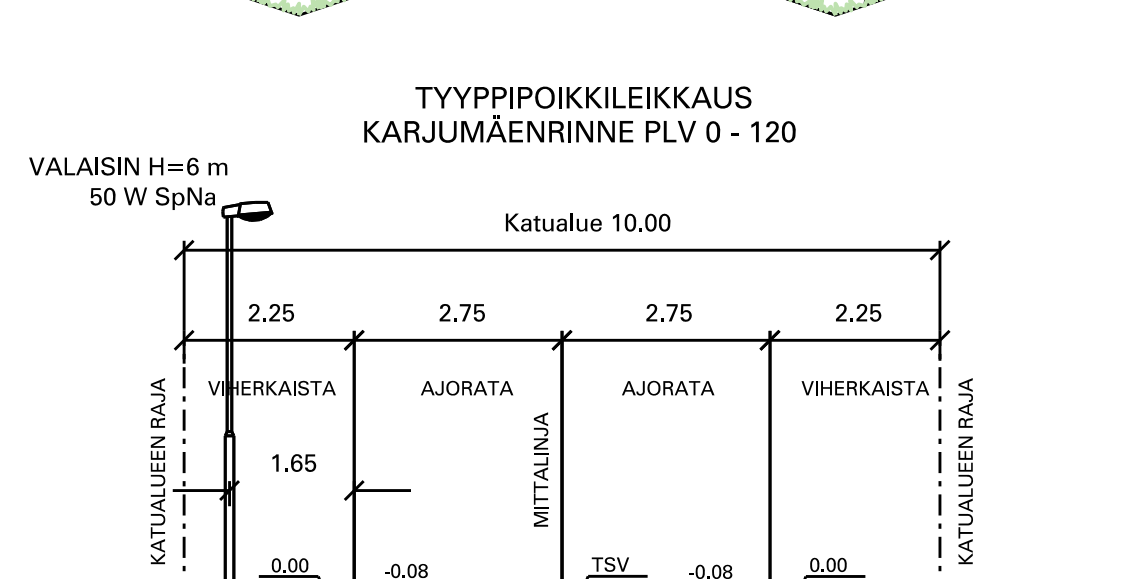 TYYPPIPOIKKILEIKKAUS
KARJUMÄENRINNE PLV 0 - 120
VALAISIN H=6 m
50 W SpNa
Katualue 10.00
2.25 2.75 2.75 2.25
KATUALUEEN RAJA
VIHERKAISTA AJORATA AJORATA VIHERKAISTA
MITTALINJA
KATUALUEEN RAJA
1.65
0.00 -0.08 TSV -0.08 0.00